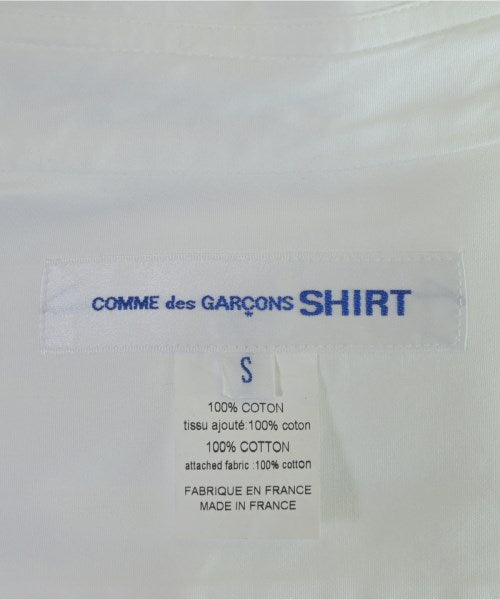 COMME des GARÇONS SHIRT
S
100% COTON
tissu ajouté:100% coton
100% COTTON
attached fabric :100% cotton
FABRIQUE EN FRANCE
MADE IN FRANCE